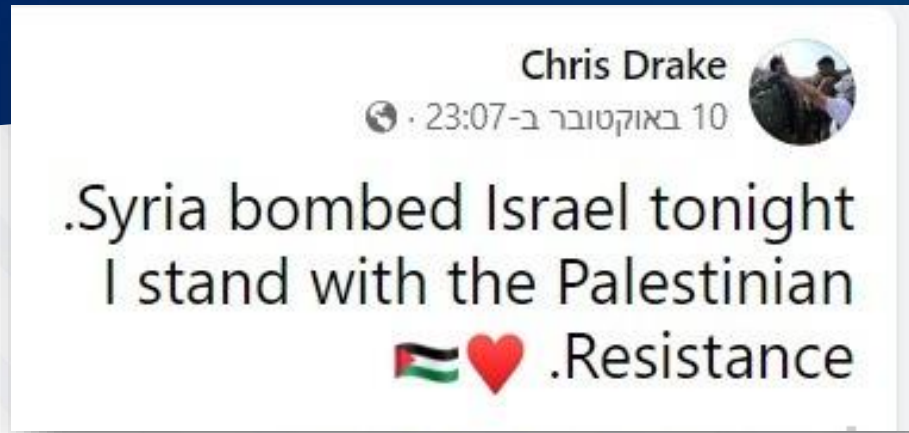 Chris Drake
10 באוקטובר ב-23:07 ·
.Syria bombed Israel tonight
I stand with the Palestinian
❤️🇵🇸 .Resistance